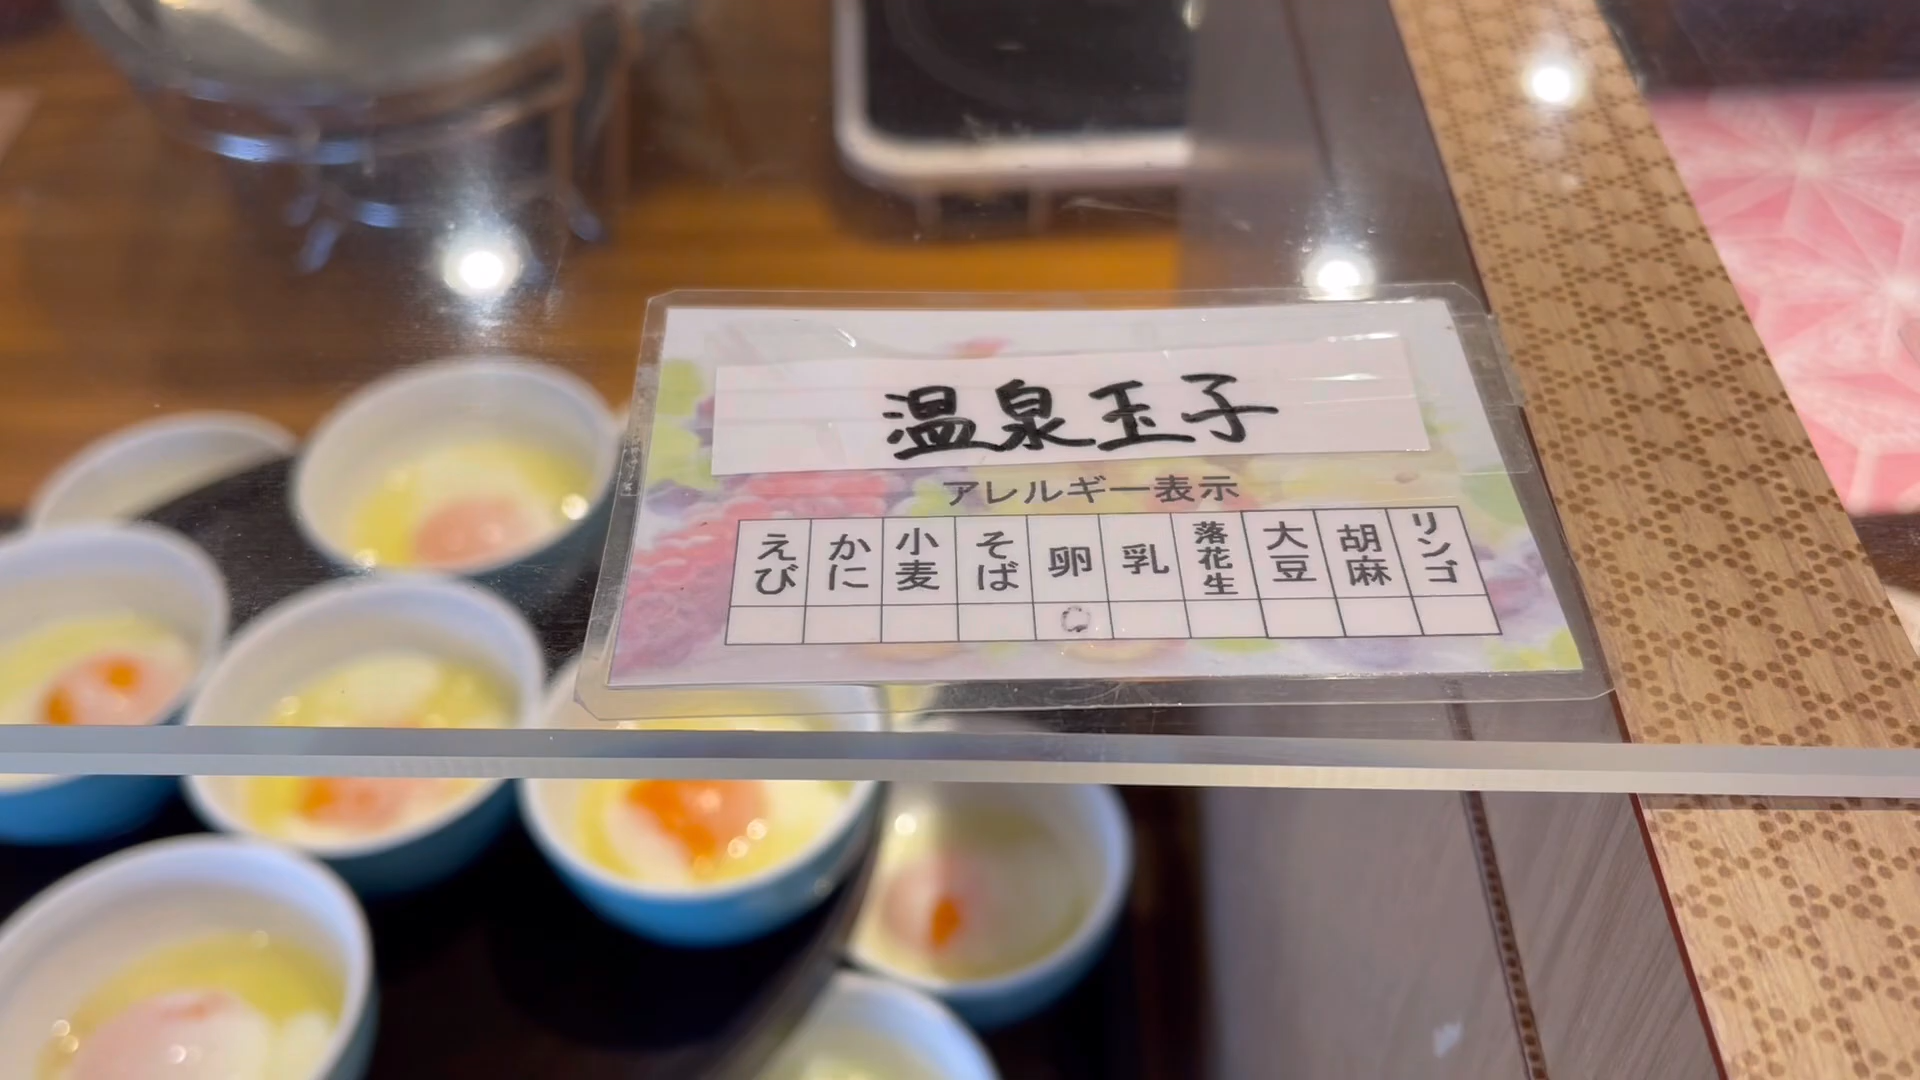 温泉玉子
アレルギー表示
えび かに 小麦 そば 卵 乳 落花生 大豆 胡麻 リンゴ
○